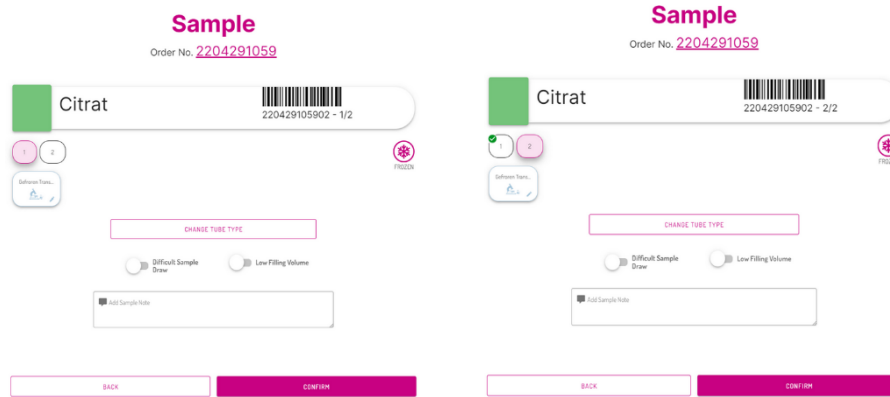 Sample
Order No. 2204291059
Citrat
220429105902 - 1/2
1 2
FROZEN
CHANGE TUBE TYPE
Difficult Sample
Draw
Low Filling Volume
Add Sample Note
BACK
CONFIRM
Sample
Order No. 2204291059
Citrat
220429105902 - 2/2
1 2
CHANGE TUBE TYPE
Difficult Sample
Draw
Low Filling Volume
Add Sample Note
BACK
CONFIRM